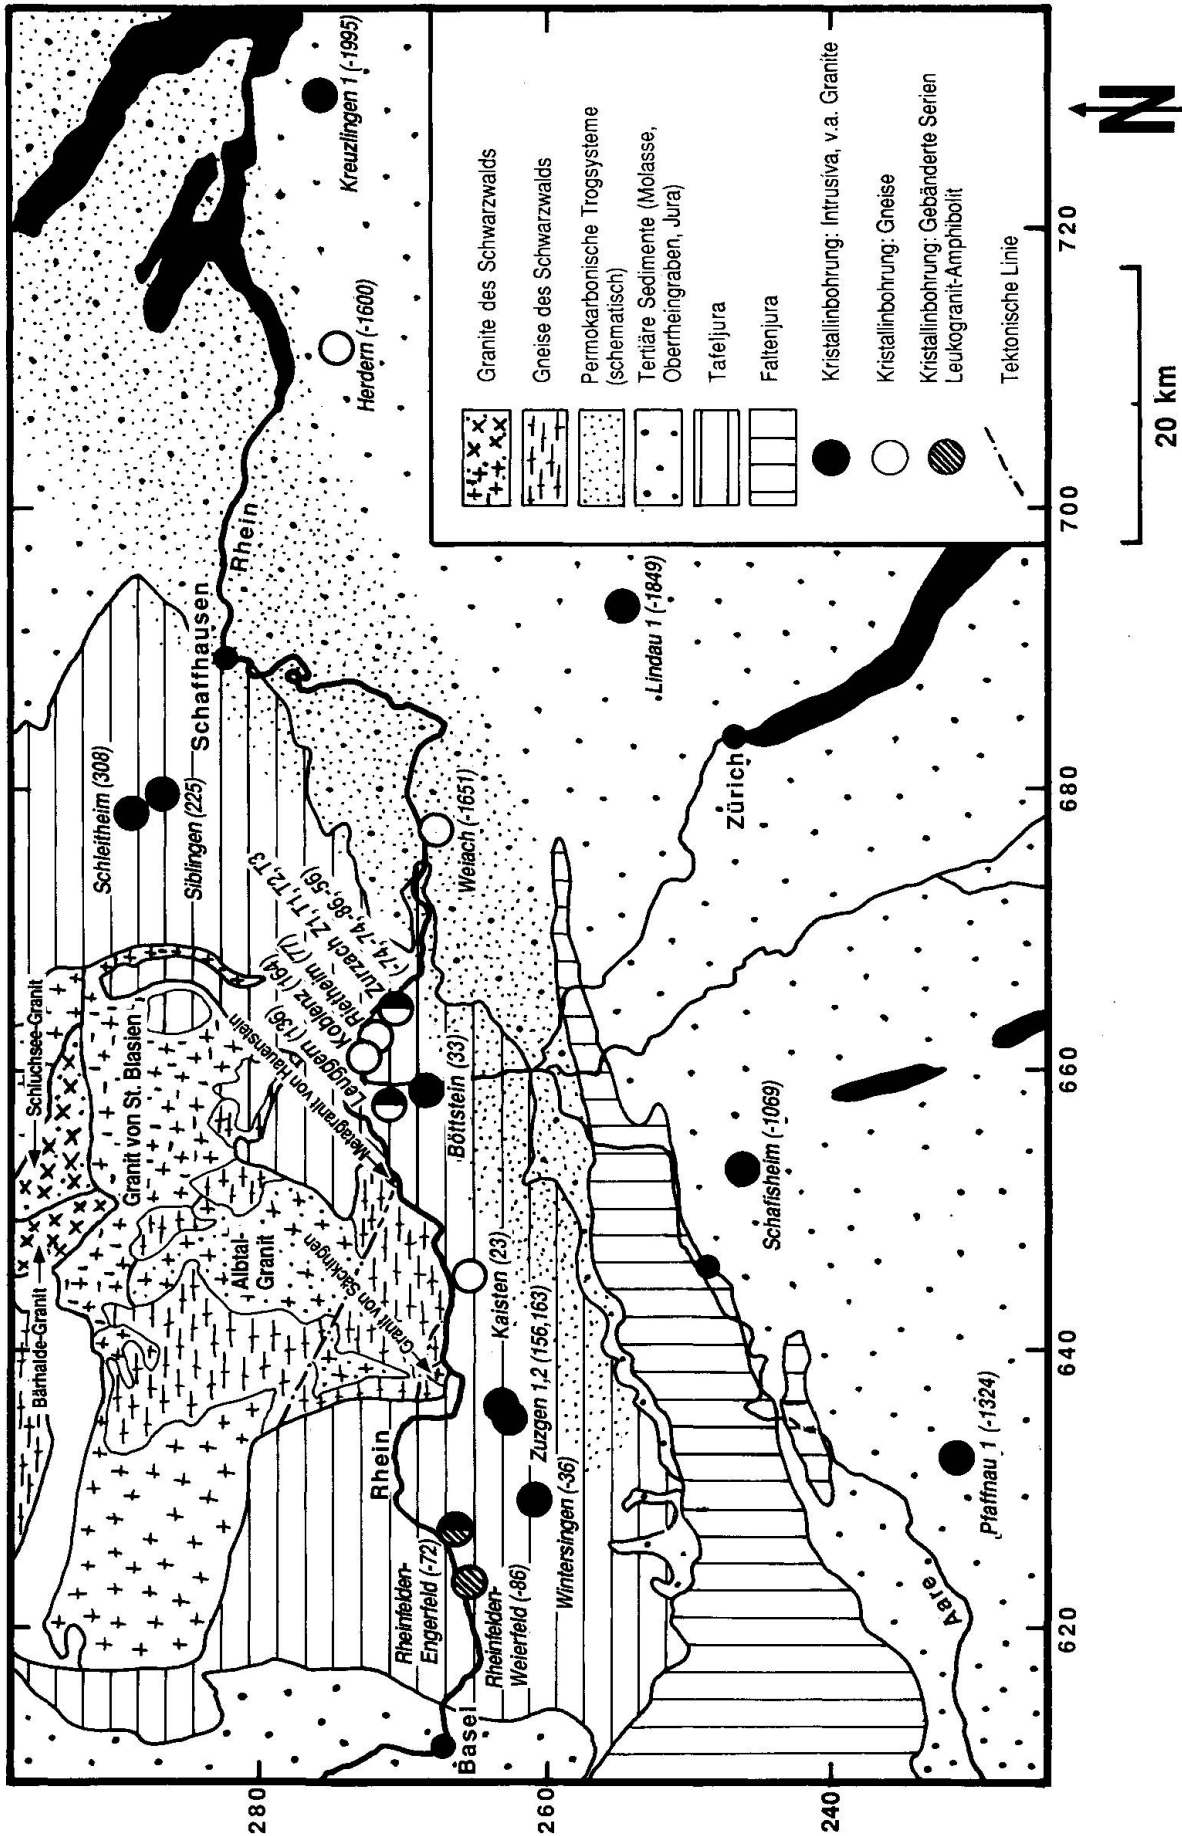 Bärhalde-Granit
Schluchsee-Granit
Granit von St. Blasien
Albtal-
Granit
Schleitheim (308)
Siblingen (225)
Schaffhausen
Rhein
Kreuzlingen 1 (-1995)
Herdern (-1600)
Granit von Säckingen
Metagranit von Hauenstein
Leuggern (136)
Koblenz (164)
Rietheim (77)
Zurzach Z1,T1,T2,T3
(-74,-74,-86,-56)
Weiach (-1651)
Rhein
Basel
Rheinfelden-
Engerfeld (-72)
Rheinfelden-
Weierfeld (-86)
Wintersingen (-36)
Zuzgen 1,2 (156,163)
Kaisten (23)
Böttstein (33)
Lindau 1 (-1849)
Zürich
Schafisheim (-1069)
Pfaffnau 1 (-1324)
Aare
Granite des Schwarzwalds
Gneise des Schwarzwalds
Permokarbonische Trogsysteme
(schematisch)
Tertiäre Sedimente (Molasse,
Oberrheingraben, Jura)
Tafeljura
Faltenjura
Kristallinbohrung: Intrusiva, v.a. Granite
Kristallinbohrung: Gneise
Kristallinbohrung: Gebänderte Serien
Leukogranit-Amphibolit
Tektonische Linie
280
260
240
620
640
660
680
700
720
20 km
N